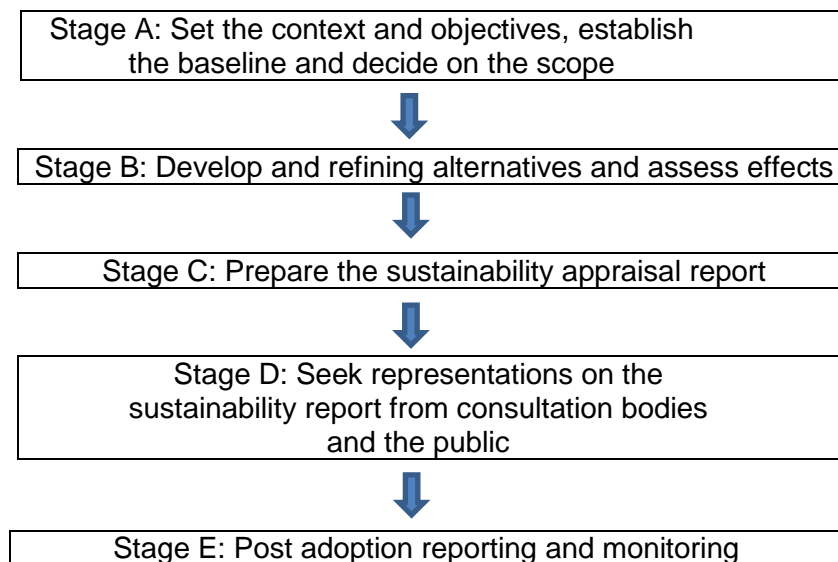 Stage A: Set the context and objectives, establish
the baseline and decide on the scope
Stage B: Develop and refining alternatives and assess effects
Stage C: Prepare the sustainability appraisal report
Stage D: Seek representations on the
sustainability report from consultation bodies
and the public
Stage E: Post adoption reporting and monitoring